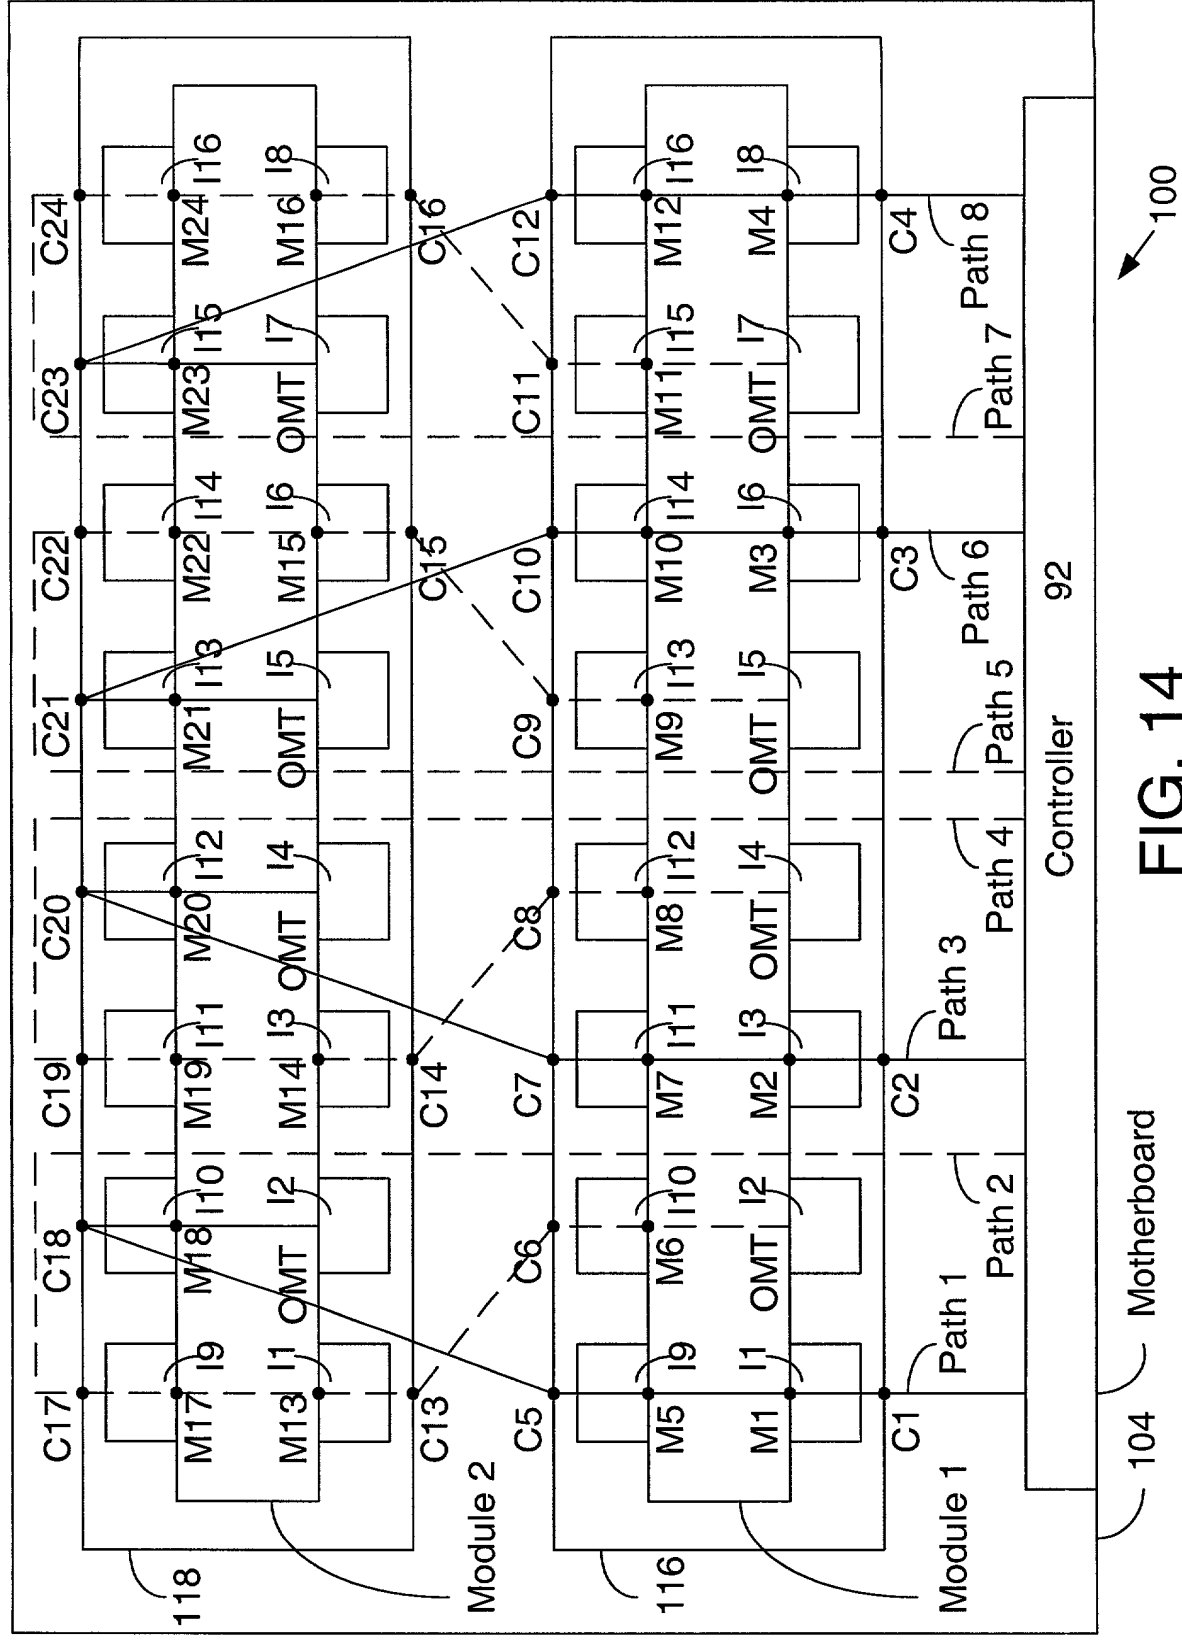 C17 C18 C19 C20 C21 C22 C23 C24
I9 I10 I11 I12 I13 I14 I15 I16
M17 M18 M19 M20 M21 M22 M23 M24
I1 I2 I3 I4 I5 I6 I7 I8
M13 OMT M14 OMT OMT M15 OMT M16
118
C13 C14 C15 C16
Module 2
C5 C6 C7 C8 C9 C10 C11 C12
I9 I10 I11 I12 I13 I14 I15 I16
M5 M6 M7 M8 M9 M10 M11 M12
116
I1 I2 I3 I4 I5 I6 I7 I8
M1 OMT M2 OMT OMT M3 OMT M4
C1 C2 C3 C4
Module 1
Path 1 Path 2 Path 3 Path 4 Path 5 Path 6 Path 7 Path 8
Controller 92
104 Motherboard
100
FIG. 14